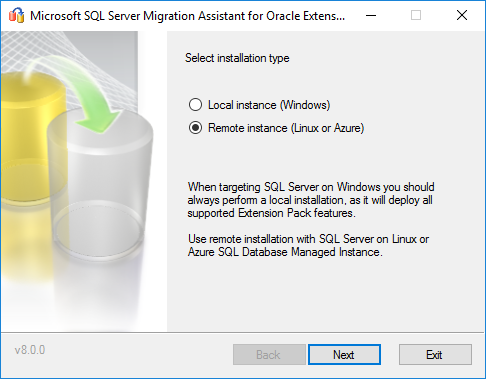 Microsoft SQL Server Migration Assistant for Oracle Extens...
Select installation type
Local instance (Windows)
Remote instance (Linux or Azure)
When targeting SQL Server on Windows you should
always perform a local installation, as it will deploy all
supported Extension Pack features.
Use remote installation with SQL Server on Linux or
Azure SQL Database Managed Instance.
v8.0.0
Back
Next
Exit